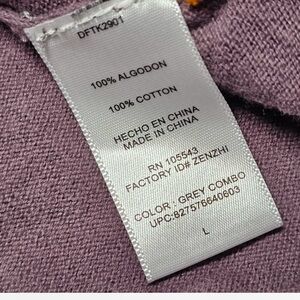 DFTK2901
100% ALGODON
100% COTTON
HECHO EN CHINA
MADE IN CHINA
RN 105543
FACTORY ID# ZENZHI
COLOR : GREY COMBO
UPC:827576640603
L